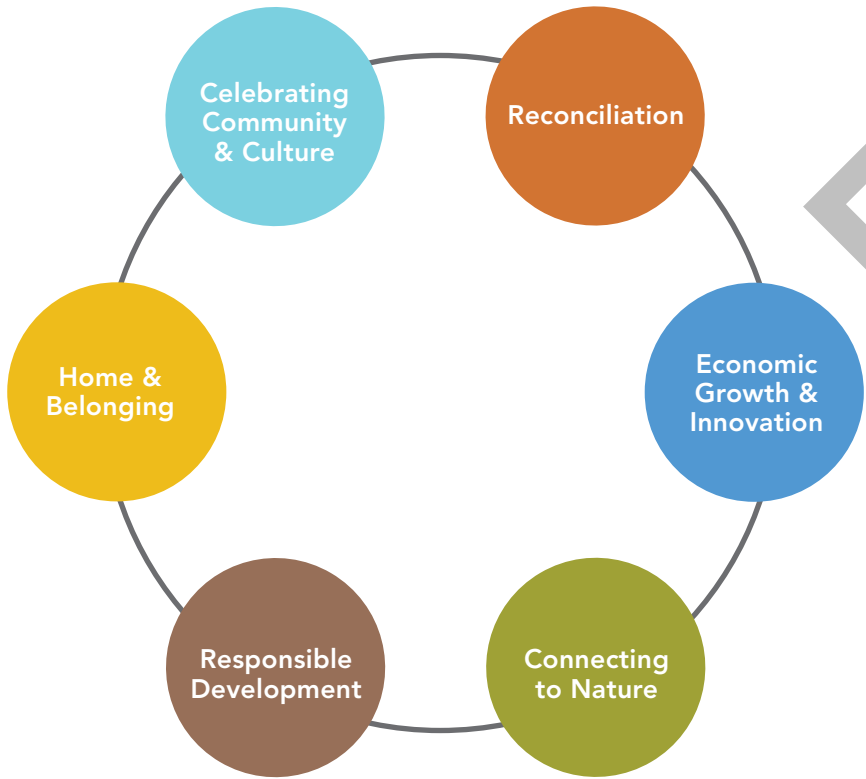 Celebrating
Community
& Culture
Reconciliation
Home &
Belonging
Economic
Growth &
Innovation
Responsible
Development
Connecting
to Nature